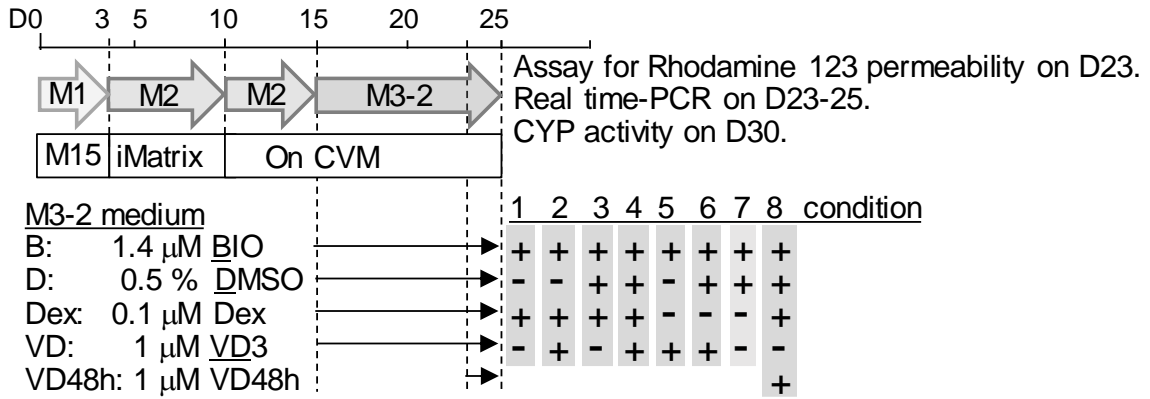 D0 3 5 10 15 20 25
M1 M2 M2 M3-2
Assay for Rhodamine 123 permeability on D23.
Real time-PCR on D23-25.
CYP activity on D30.
M15 iMatrix On CVM
M3-2 medium 1 2 3 4 5 6 7 8 condition
B: 1.4 μM BIO + + + + + + + +
D: 0.5 % DMSO - - + + - + + +
Dex: 0.1 μM Dex + + + + - - - +
VD: 1 μM VD3 - + - + + + - -
VD48h: 1 μM VD48h +